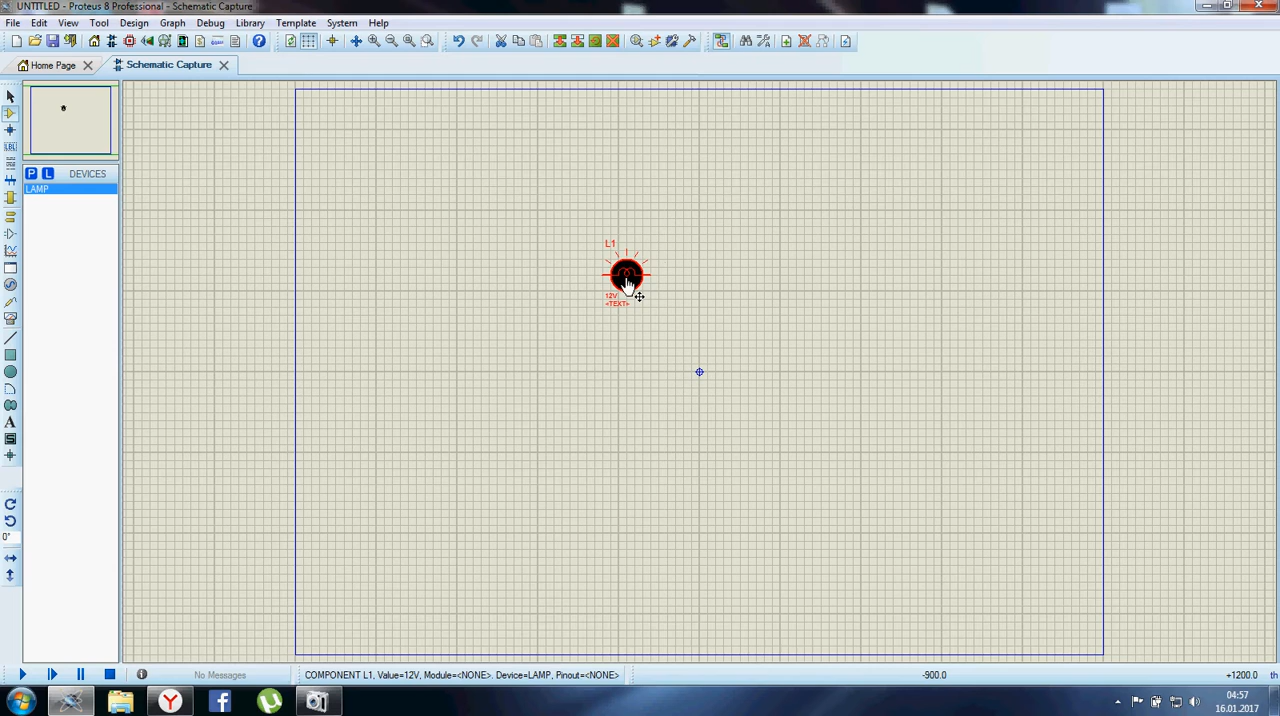 UNTITLED - Proteus 8 Professional - Schematic Capture
File Edit View Tool Design Graph Debug Library Template System Help
Home Page Schematic Capture
LBL
P L DEVICES
LAMP
L1
12V
<TEXT>
A
S
0°
No Messages COMPONENT L1, Value=12V, Module=<NONE>. Device=LAMP, Pinout=<NONE> -900.0 +1200.0 th
04:57
16.01.2017